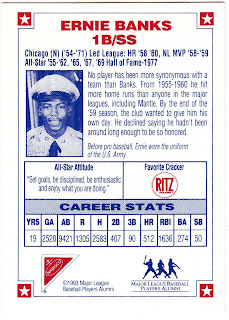 ERNIE BANKS
1B/SS
Chicago (N) ('54-'71) Led League: HR '58 '60, NL MVP '58-'59
All-Star '55-'62, '65, '67, '69 Hall of Fame-1977
No player has been more synonymous with a
team than Banks. From 1955-1960 he hit
more home runs than anyone in the major
leagues, including Mantle. By the end of
the '59 season, the club wanted to give him his
own day. He declined saying he hadn't been
around long enough to be so honored.
Before pro baseball, Ernie wore the uniform
of the U.S. Army.
All-Star Attitude
"Set goals, be disciplined, be enthusiastic
and enjoy what you are doing."
Favorite Cracker
RITZ
CAREER STATS
YRS GA AB R H 2B 3B HR RBI BA SB
19 2528 9421 1305 2583 407 90 512 1636 .274 50
©1993 Major League
Baseball Players Alumni
MAJOR LEAGUE BASEBALL
PLAYERS ALUMNI